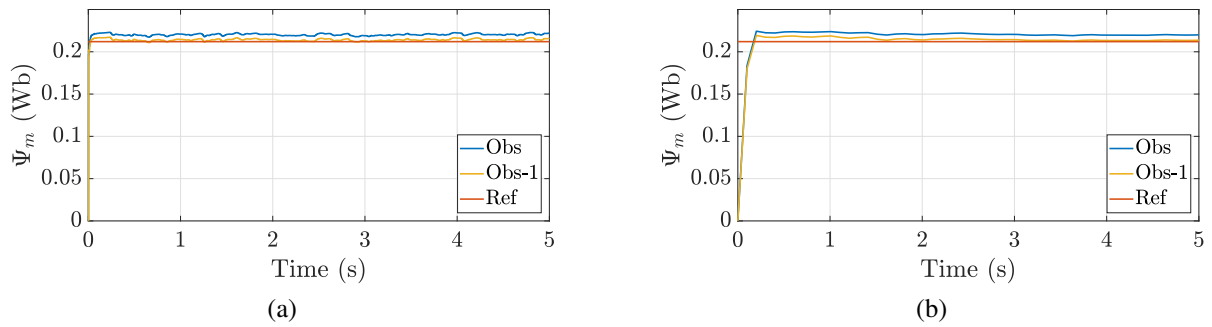 0.2
0.15
0.1
0.05
0
Ψm (Wb)
Obs
Obs-1
Ref
0 1 2 3 4 5
Time (s)
(a)
0.2
0.15
0.1
0.05
0
Ψm (Wb)
Obs
Obs-1
Ref
0 1 2 3 4 5
Time (s)
(b)